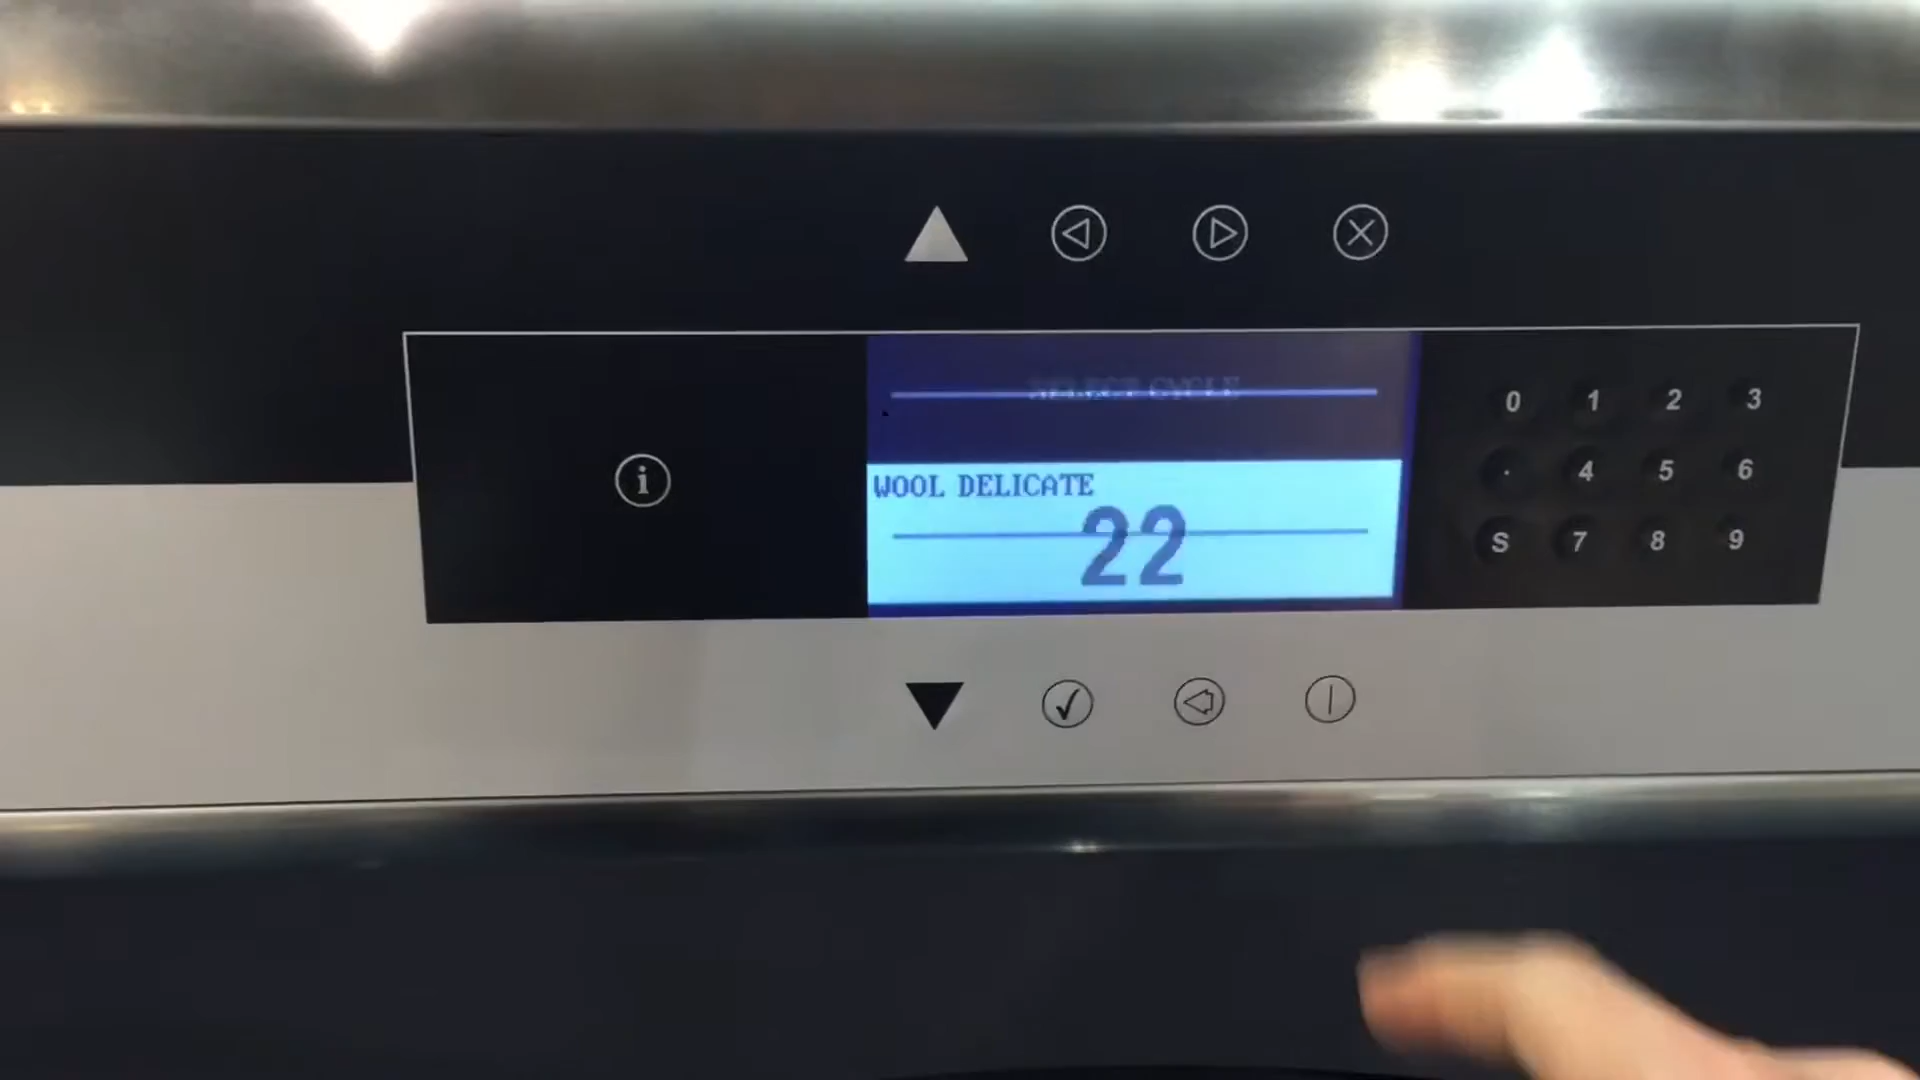 SELECT CYCLE
WOOL DELICATE
22
i
0 1 2 3
. 4 5 6
S 7 8 9